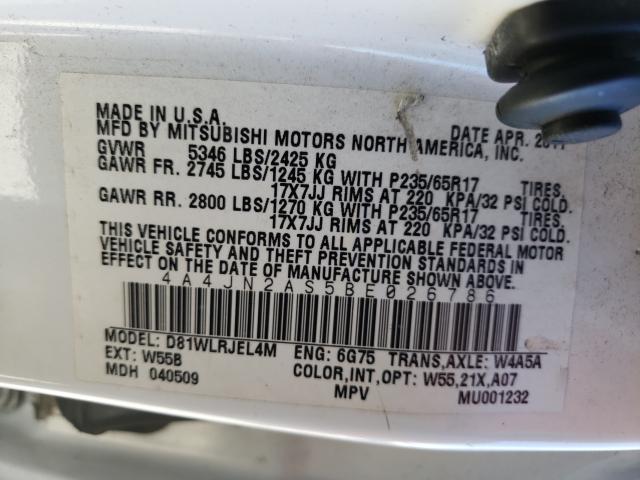 MADE IN U.S.A. DATE APR. 2011
MFD BY MITSUBISHI MOTORS NORTH AMERICA, INC.
GVWR 5346 LBS/2425 KG
GAWR FR. 2745 LBS/1245 KG WITH P235/65R17 TIRES.
17X7JJ RIMS AT 220 KPA/32 PSI COLD.
GAWR RR. 2800 LBS/1270 KG WITH P235/65R17 TIRES.
17X7JJ RIMS AT 220 KPA/32 PSI COLD.
THIS VEHICLE CONFORMS TO ALL APPLICABLE FEDERAL MOTOR
VEHICLE SAFETY AND THEFT PREVENTION STANDARDS IN
EFFECT ON THE DATE OF MANUFACTURE SHOWN ABOVE.
4A4JN2AS5BE026786
MODEL: D81WLRJEL4M ENG: 6G75 TRANS,AXLE: W4A5A
EXT: W55B COLOR,INT,OPT: W55,21X,A07
MDH 040509 MPV MU001232